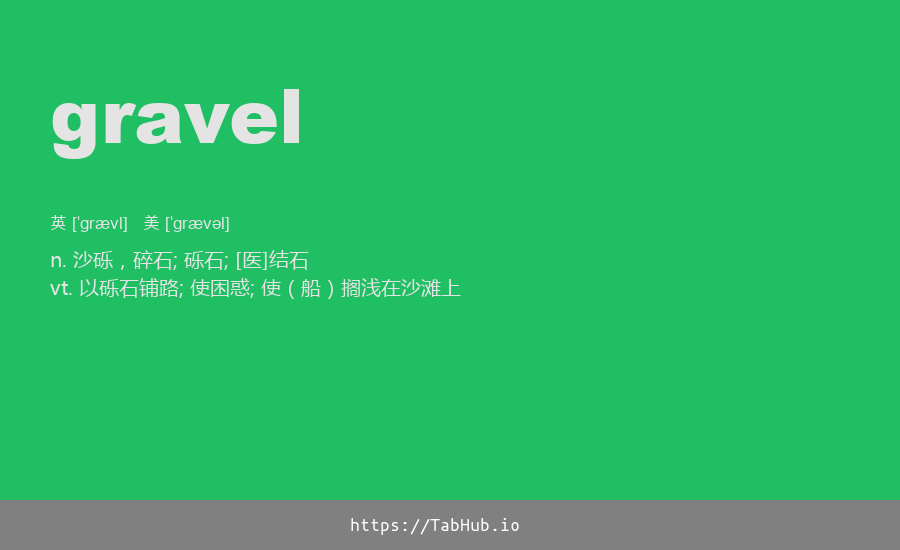 gravel
英 [ˈgrævl] 美 [ˈgrævəl]
n. 沙砾，碎石; 砾石; [医]结石
vt. 以砾石铺路; 使困惑; 使（船）搁浅在沙滩上
https://TabHub.io